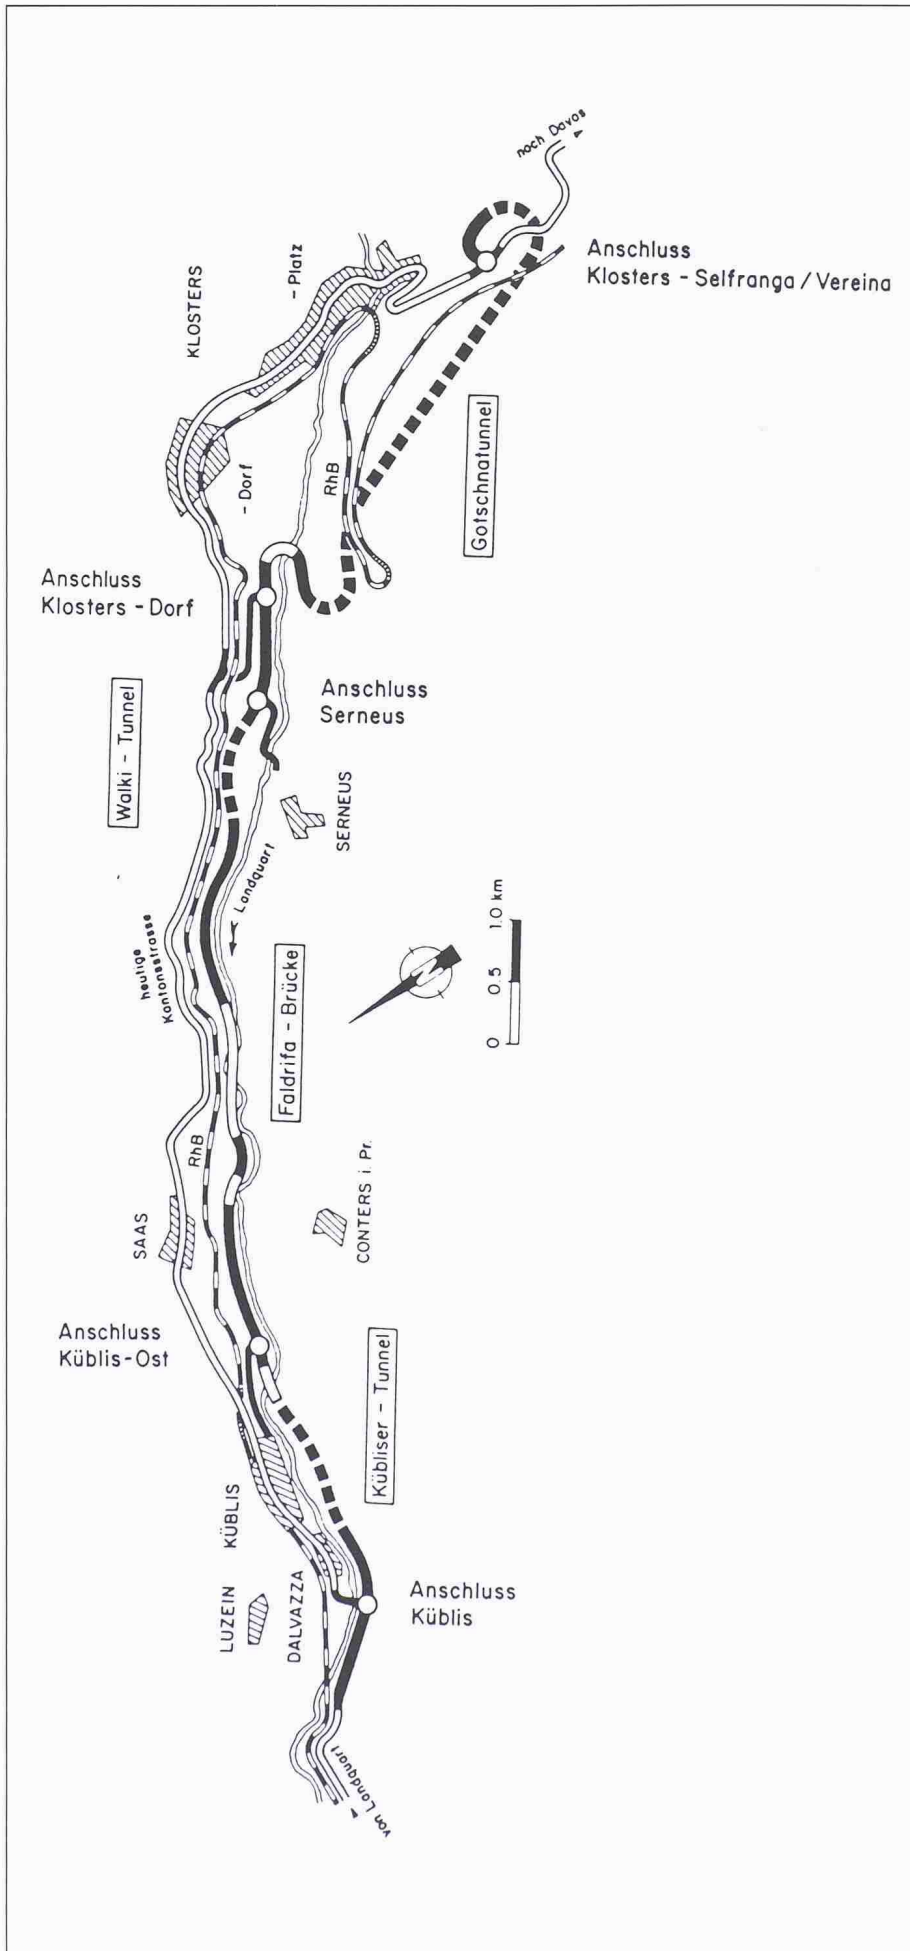 nach Davos
Anschluss
Klosters - Selfranga / Vereina
- Platz
KLOSTERS
Gotschnatunnel
RhB
- Dorf
Anschluss
Klosters - Dorf
Anschluss
Serneus
Walki - Tunnel
SERNEUS
Landquart
heutige
Kantonsstrasse
Faldrifa - Brücke
N
0 0.5 1.0 km
RhB
CONTERS i. Pr.
SAAS
Anschluss
Küblis-Ost
Kübliser - Tunnel
KÜBLIS
LUZEIN
DALVAZZA
Anschluss
Küblis
von Landquart